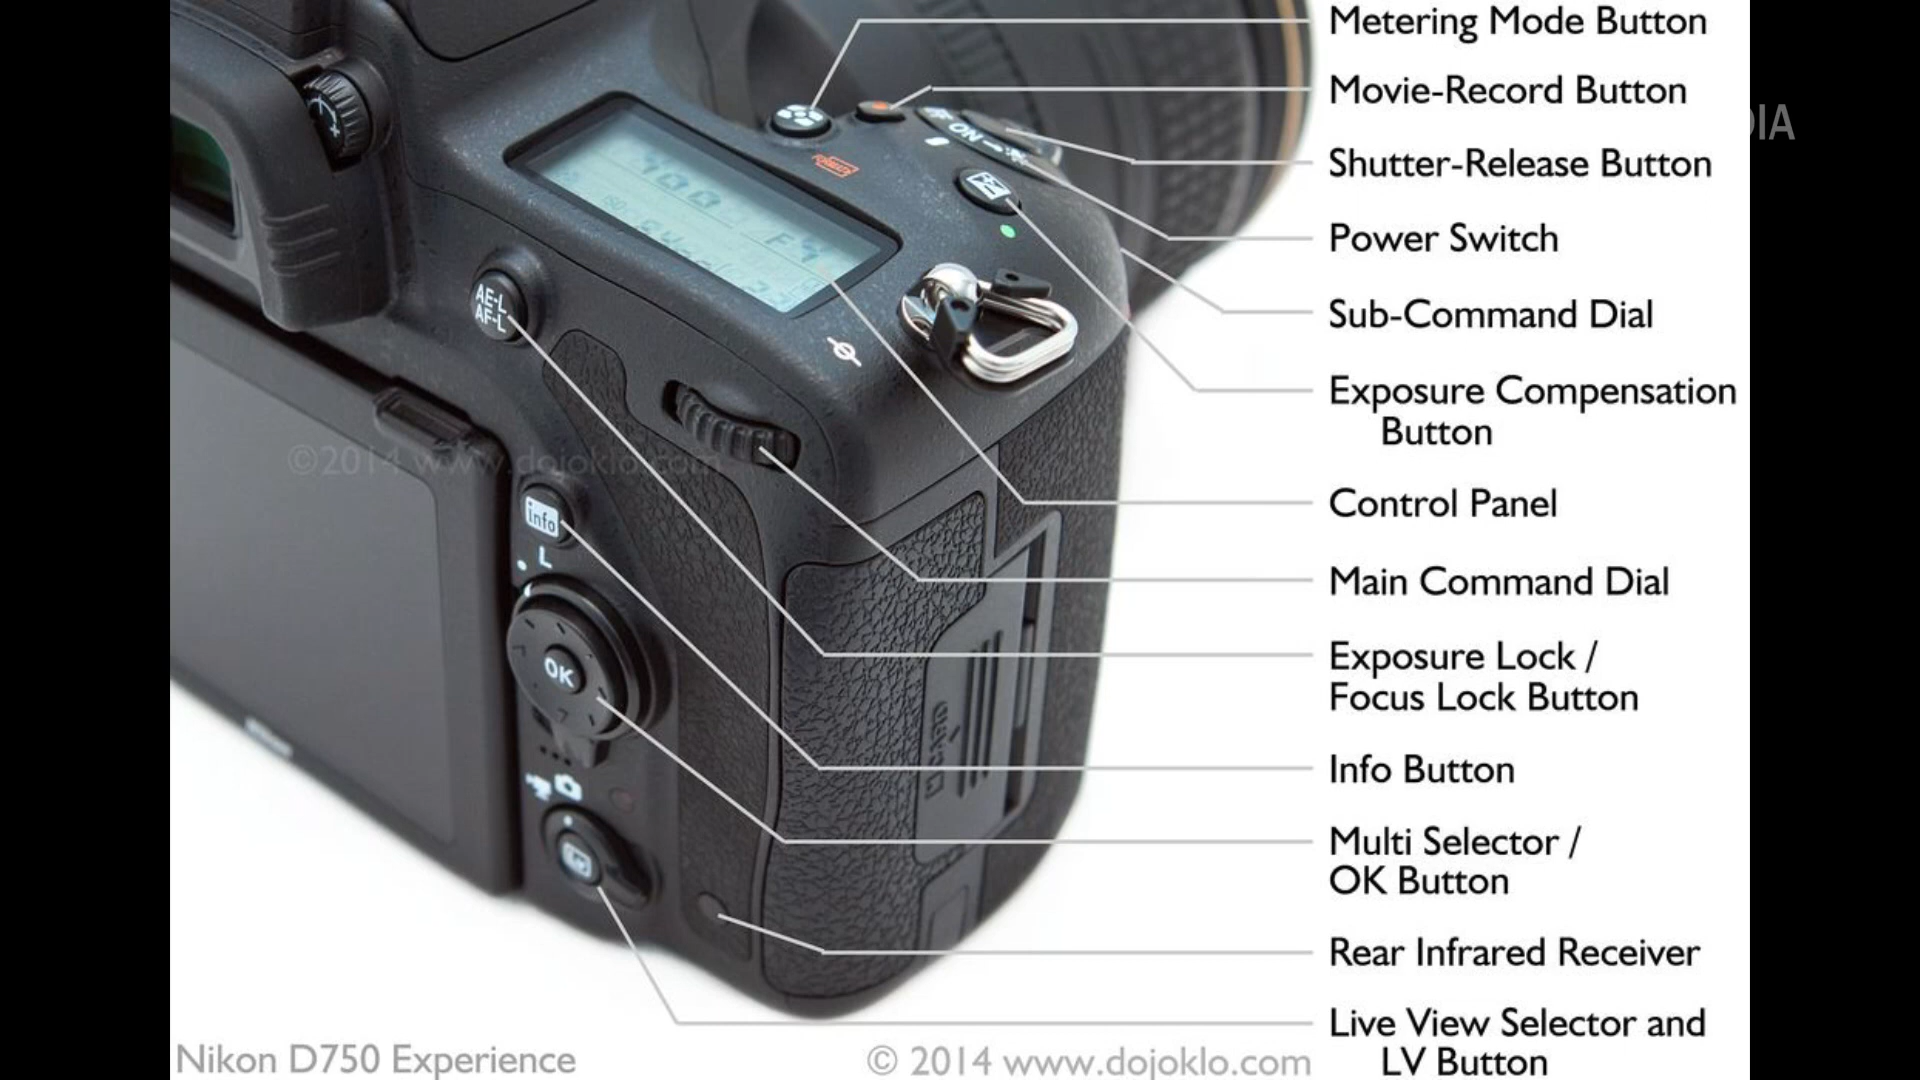 Metering Mode Button
Movie-Record Button
DIA
Shutter-Release Button
ON
Power Switch
Sub-Command Dial
AE-L
AF-L
Exposure Compensation
Button
©2014 www.dojoklo.com
Control Panel
info
L
Main Command Dial
Exposure Lock /
Focus Lock Button
OK
Info Button
Multi Selector /
OK Button
Rear Infrared Receiver
Live View Selector and
LV Button
Nikon D750 Experience
© 2014 www.dojoklo.com